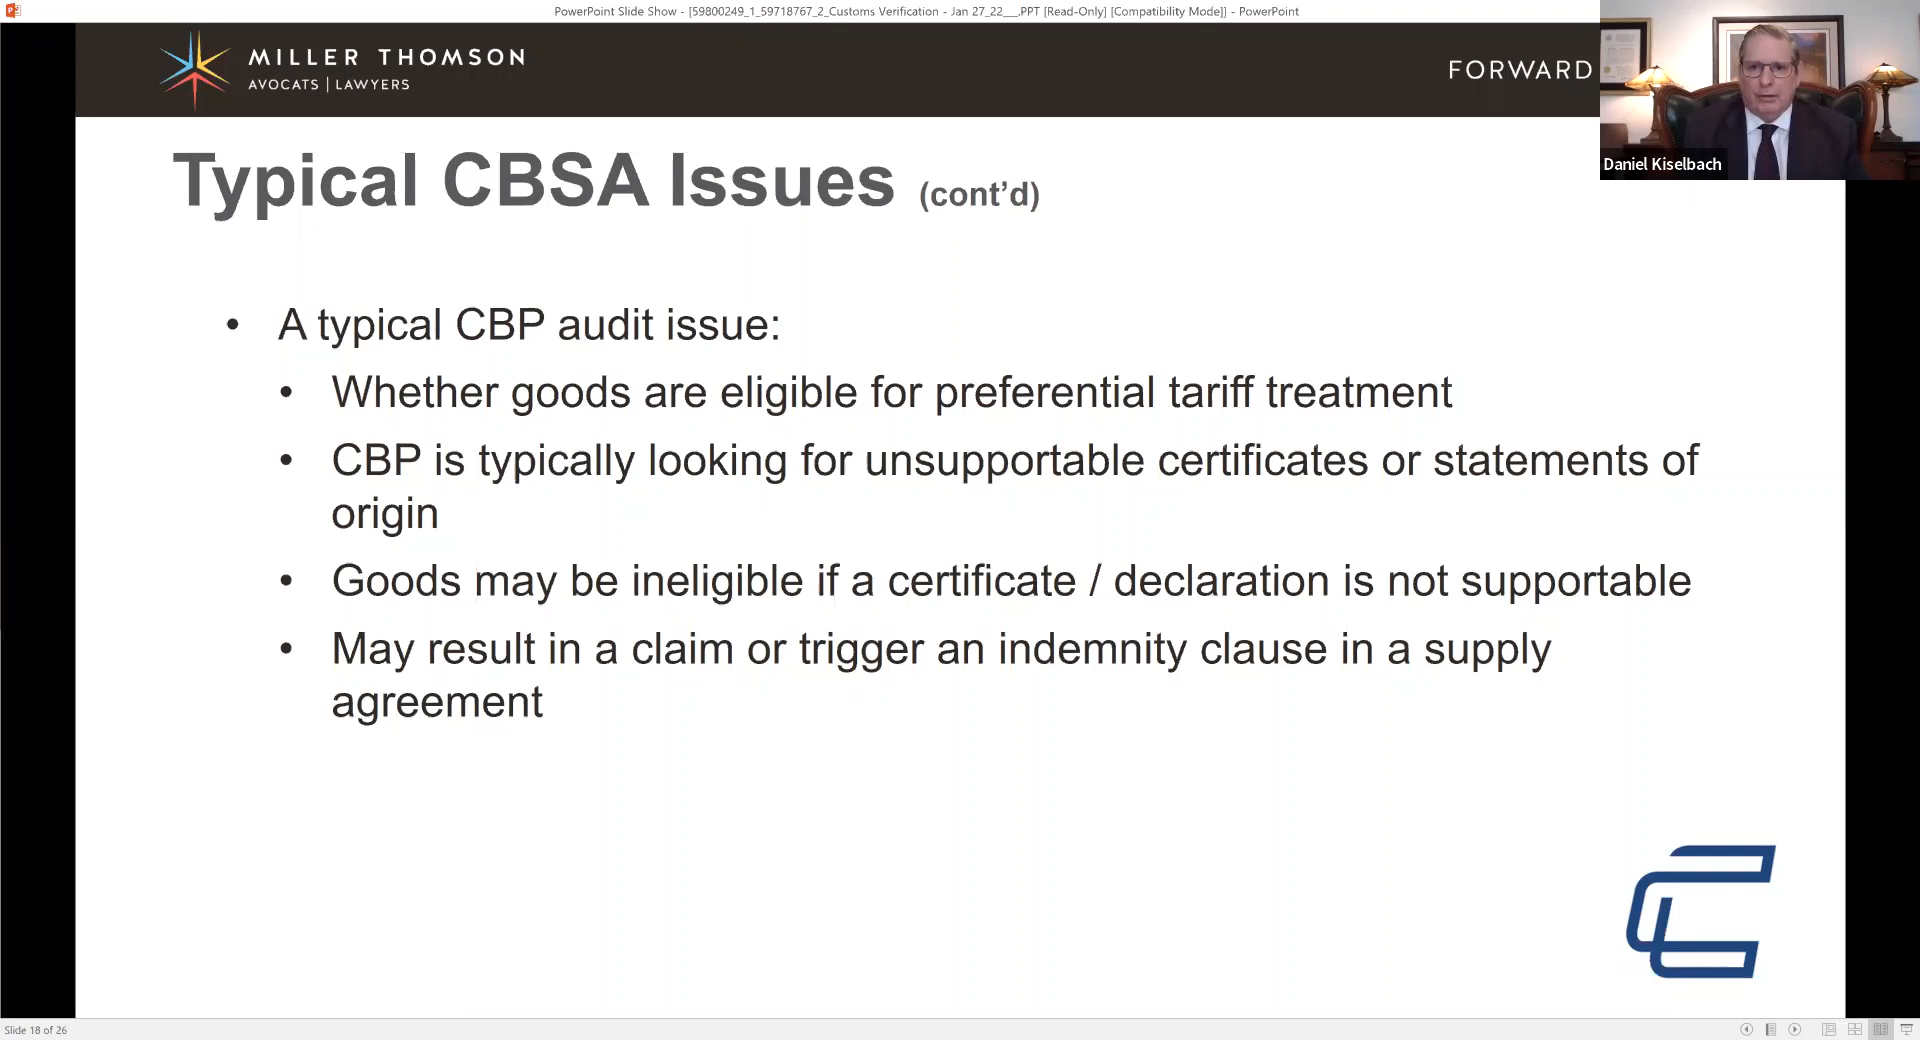 PowerPoint Slide Show - [59800249_1_59718767_2_Customs Verification - Jan 27_22___.PPT [Read-Only] [Compatibility Mode]] - PowerPoint
MILLER THOMSON
AVOCATS | LAWYERS
FORWARD
Daniel Kiselbach
Typical CBSA Issues (cont’d)
• A typical CBP audit issue:
• Whether goods are eligible for preferential tariff treatment
• CBP is typically looking for unsupportable certificates or statements of
origin
• Goods may be ineligible if a certificate / declaration is not supportable
• May result in a claim or trigger an indemnity clause in a supply
agreement
Slide 18 of 26